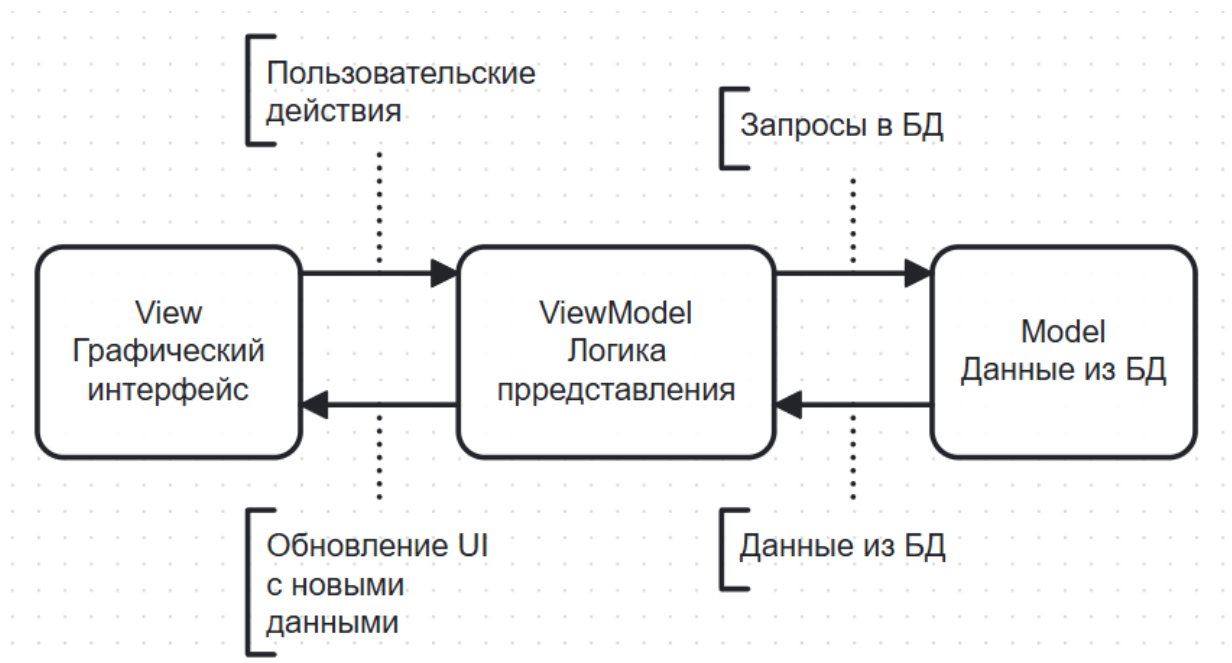 Пользовательские
действия
Запросы в БД
View
Графический
интерфейс
ViewModel
Логика
прредставления
Model
Данные из БД
Обновление UI
с новыми
данными
Данные из БД